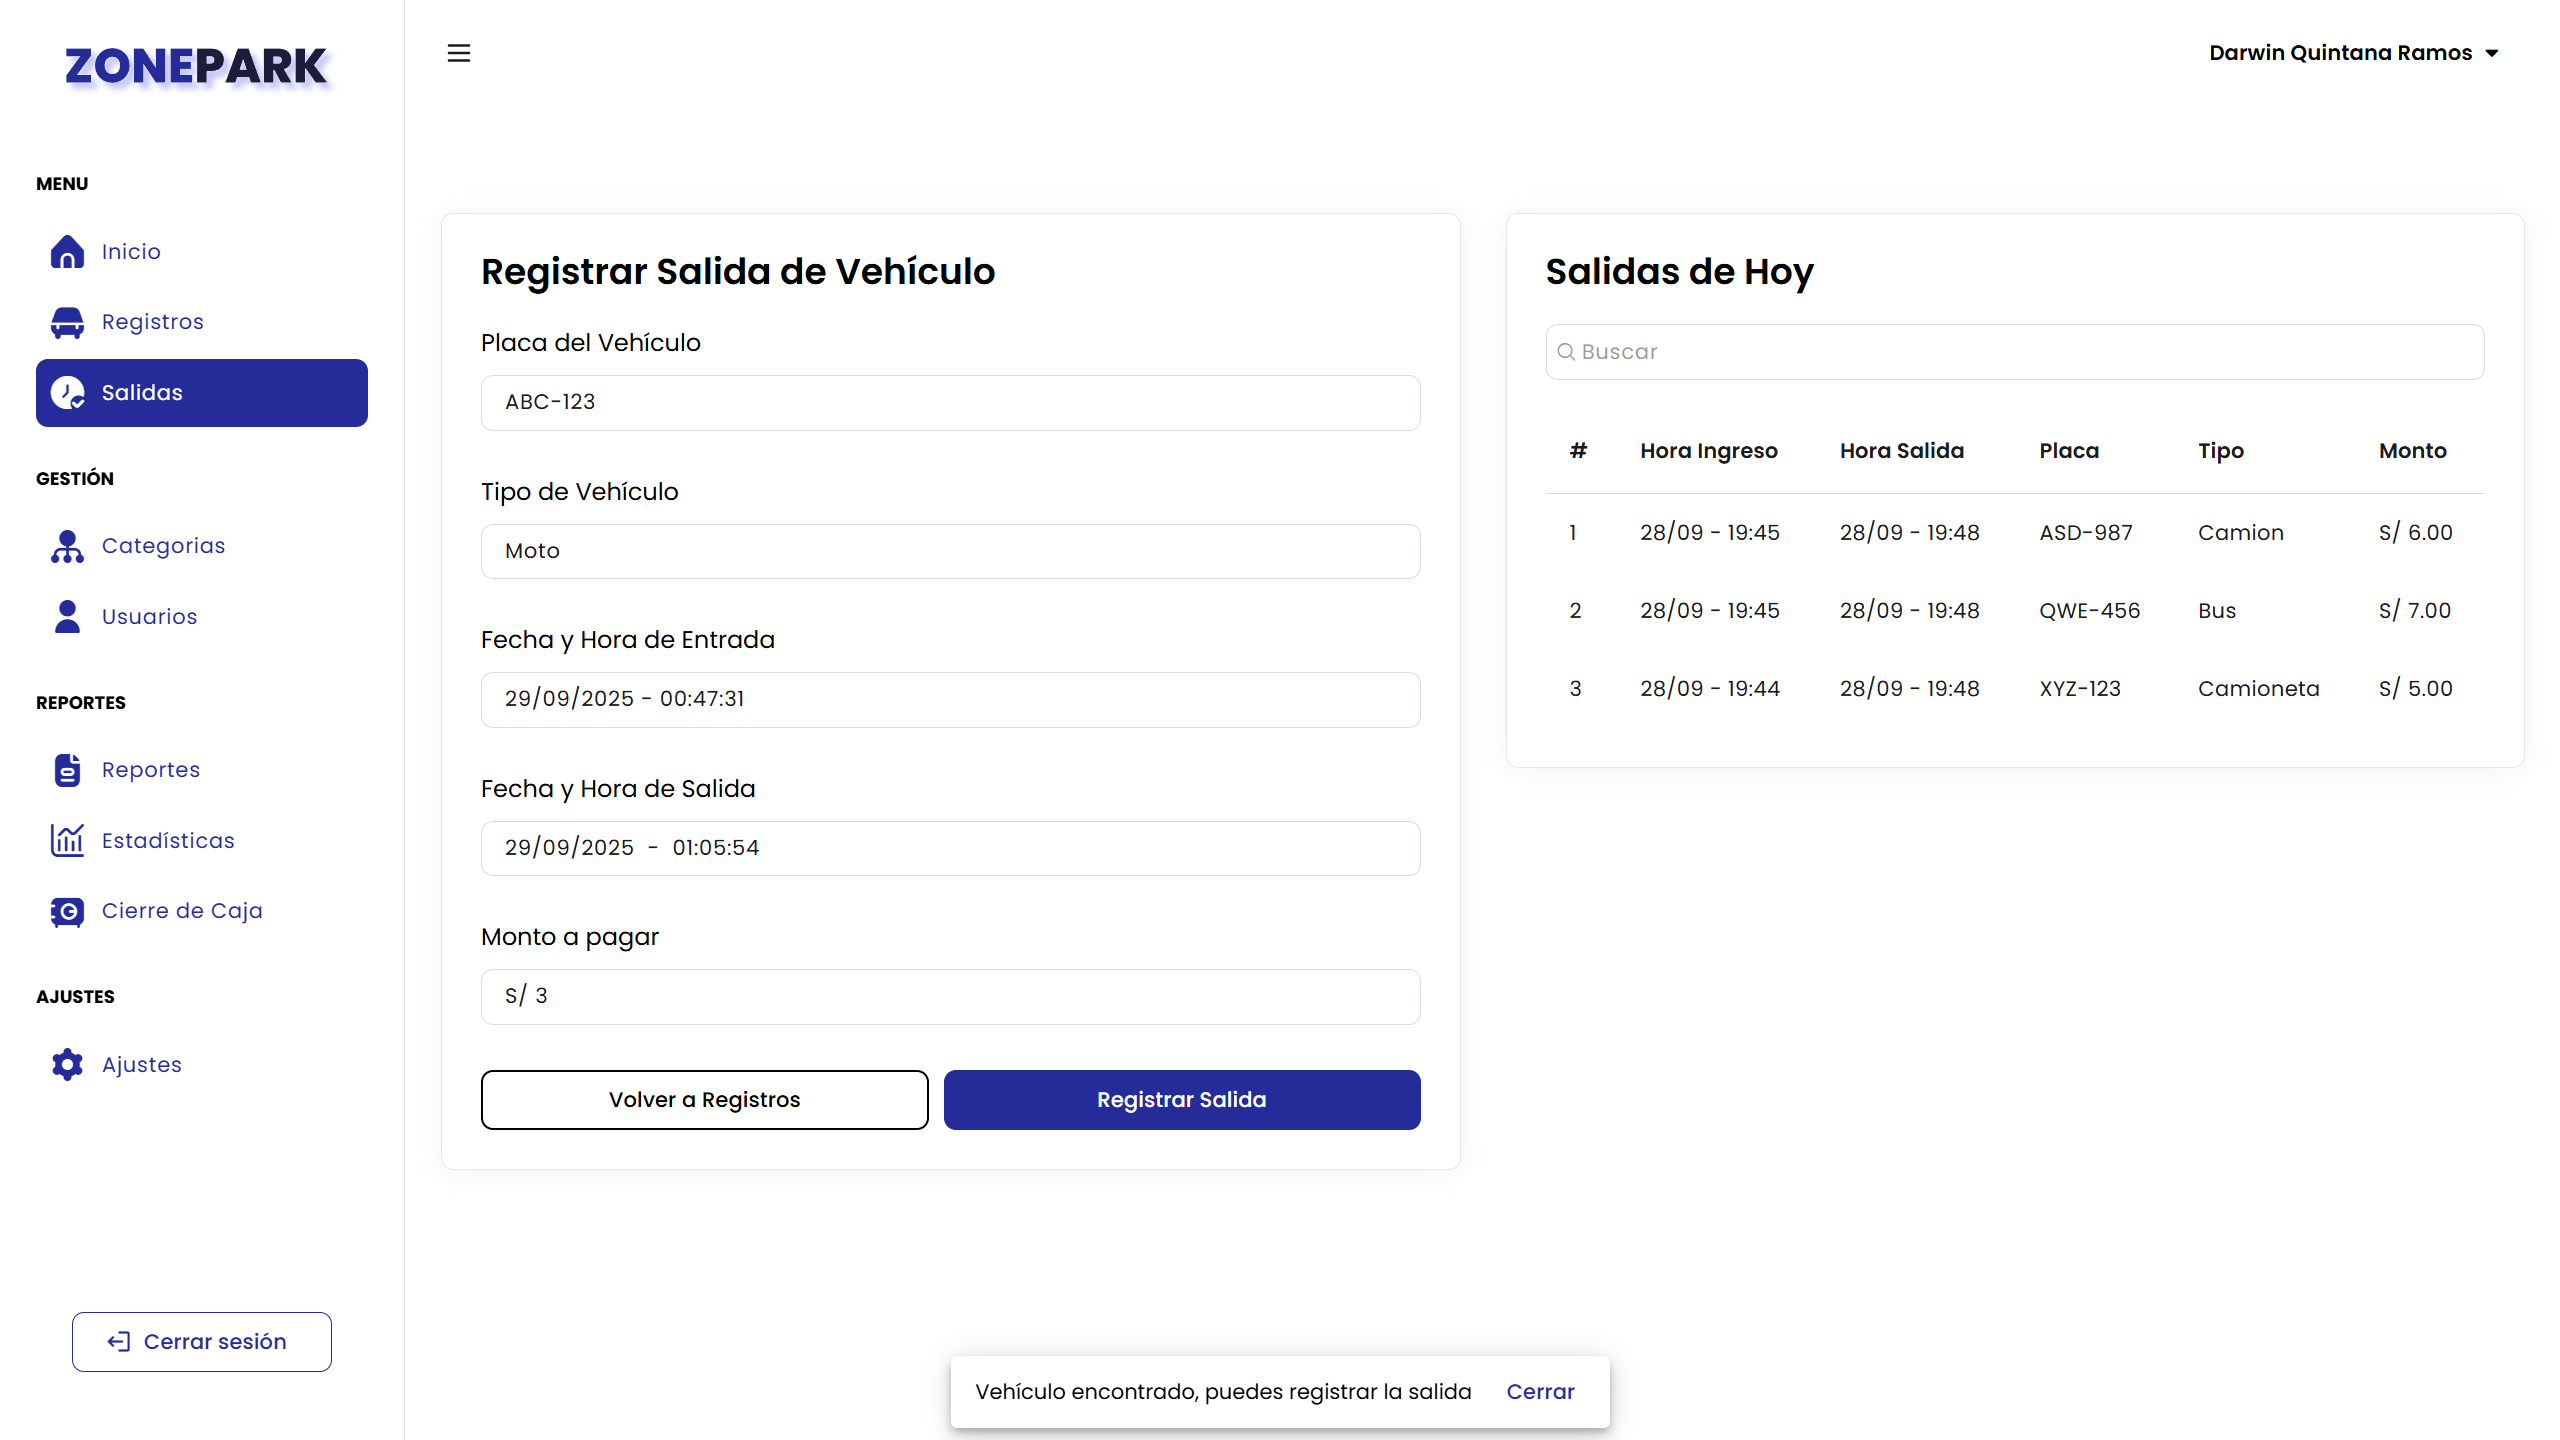 ZONEPARK
MENU
Inicio
Registros
Salidas
GESTIÓN
Categorias
Usuarios
REPORTES
Reportes
Estadísticas
Cierre de Caja
AJUSTES
Ajustes
Cerrar sesión
Darwin Quintana Ramos
Registrar Salida de Vehículo
Placa del Vehículo
ABC-123
Tipo de Vehículo
Moto
Fecha y Hora de Entrada
29/09/2025 - 00:47:31
Fecha y Hora de Salida
29/09/2025 - 01:05:54
Monto a pagar
S/ 3
Volver a Registros Registrar Salida
Salidas de Hoy
Buscar
# Hora Ingreso Hora Salida Placa Tipo Monto
1 28/09 - 19:45 28/09 - 19:48 ASD-987 Camion S/ 6.00
2 28/09 - 19:45 28/09 - 19:48 QWE-456 Bus S/ 7.00
3 28/09 - 19:44 28/09 - 19:48 XYZ-123 Camioneta S/ 5.00
Vehículo encontrado, puedes registrar la salida Cerrar